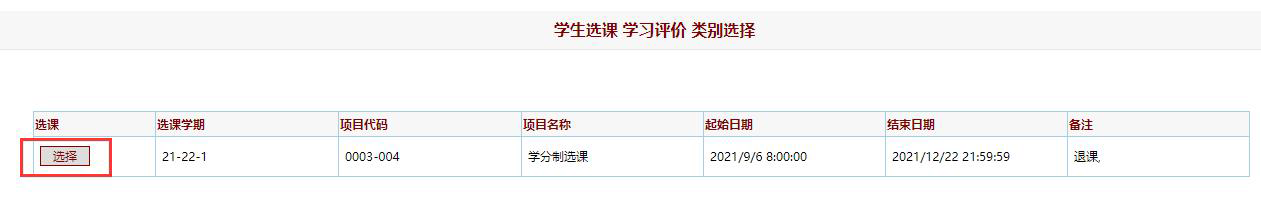 学生选课 学习评价 类别选择
选课 选课学期 项目代码 项目名称 起始日期 结束日期 备注
选择 21-22-1 0003-004 学分制选课 2021/9/6 8:00:00 2021/12/22 21:59:59 退课,